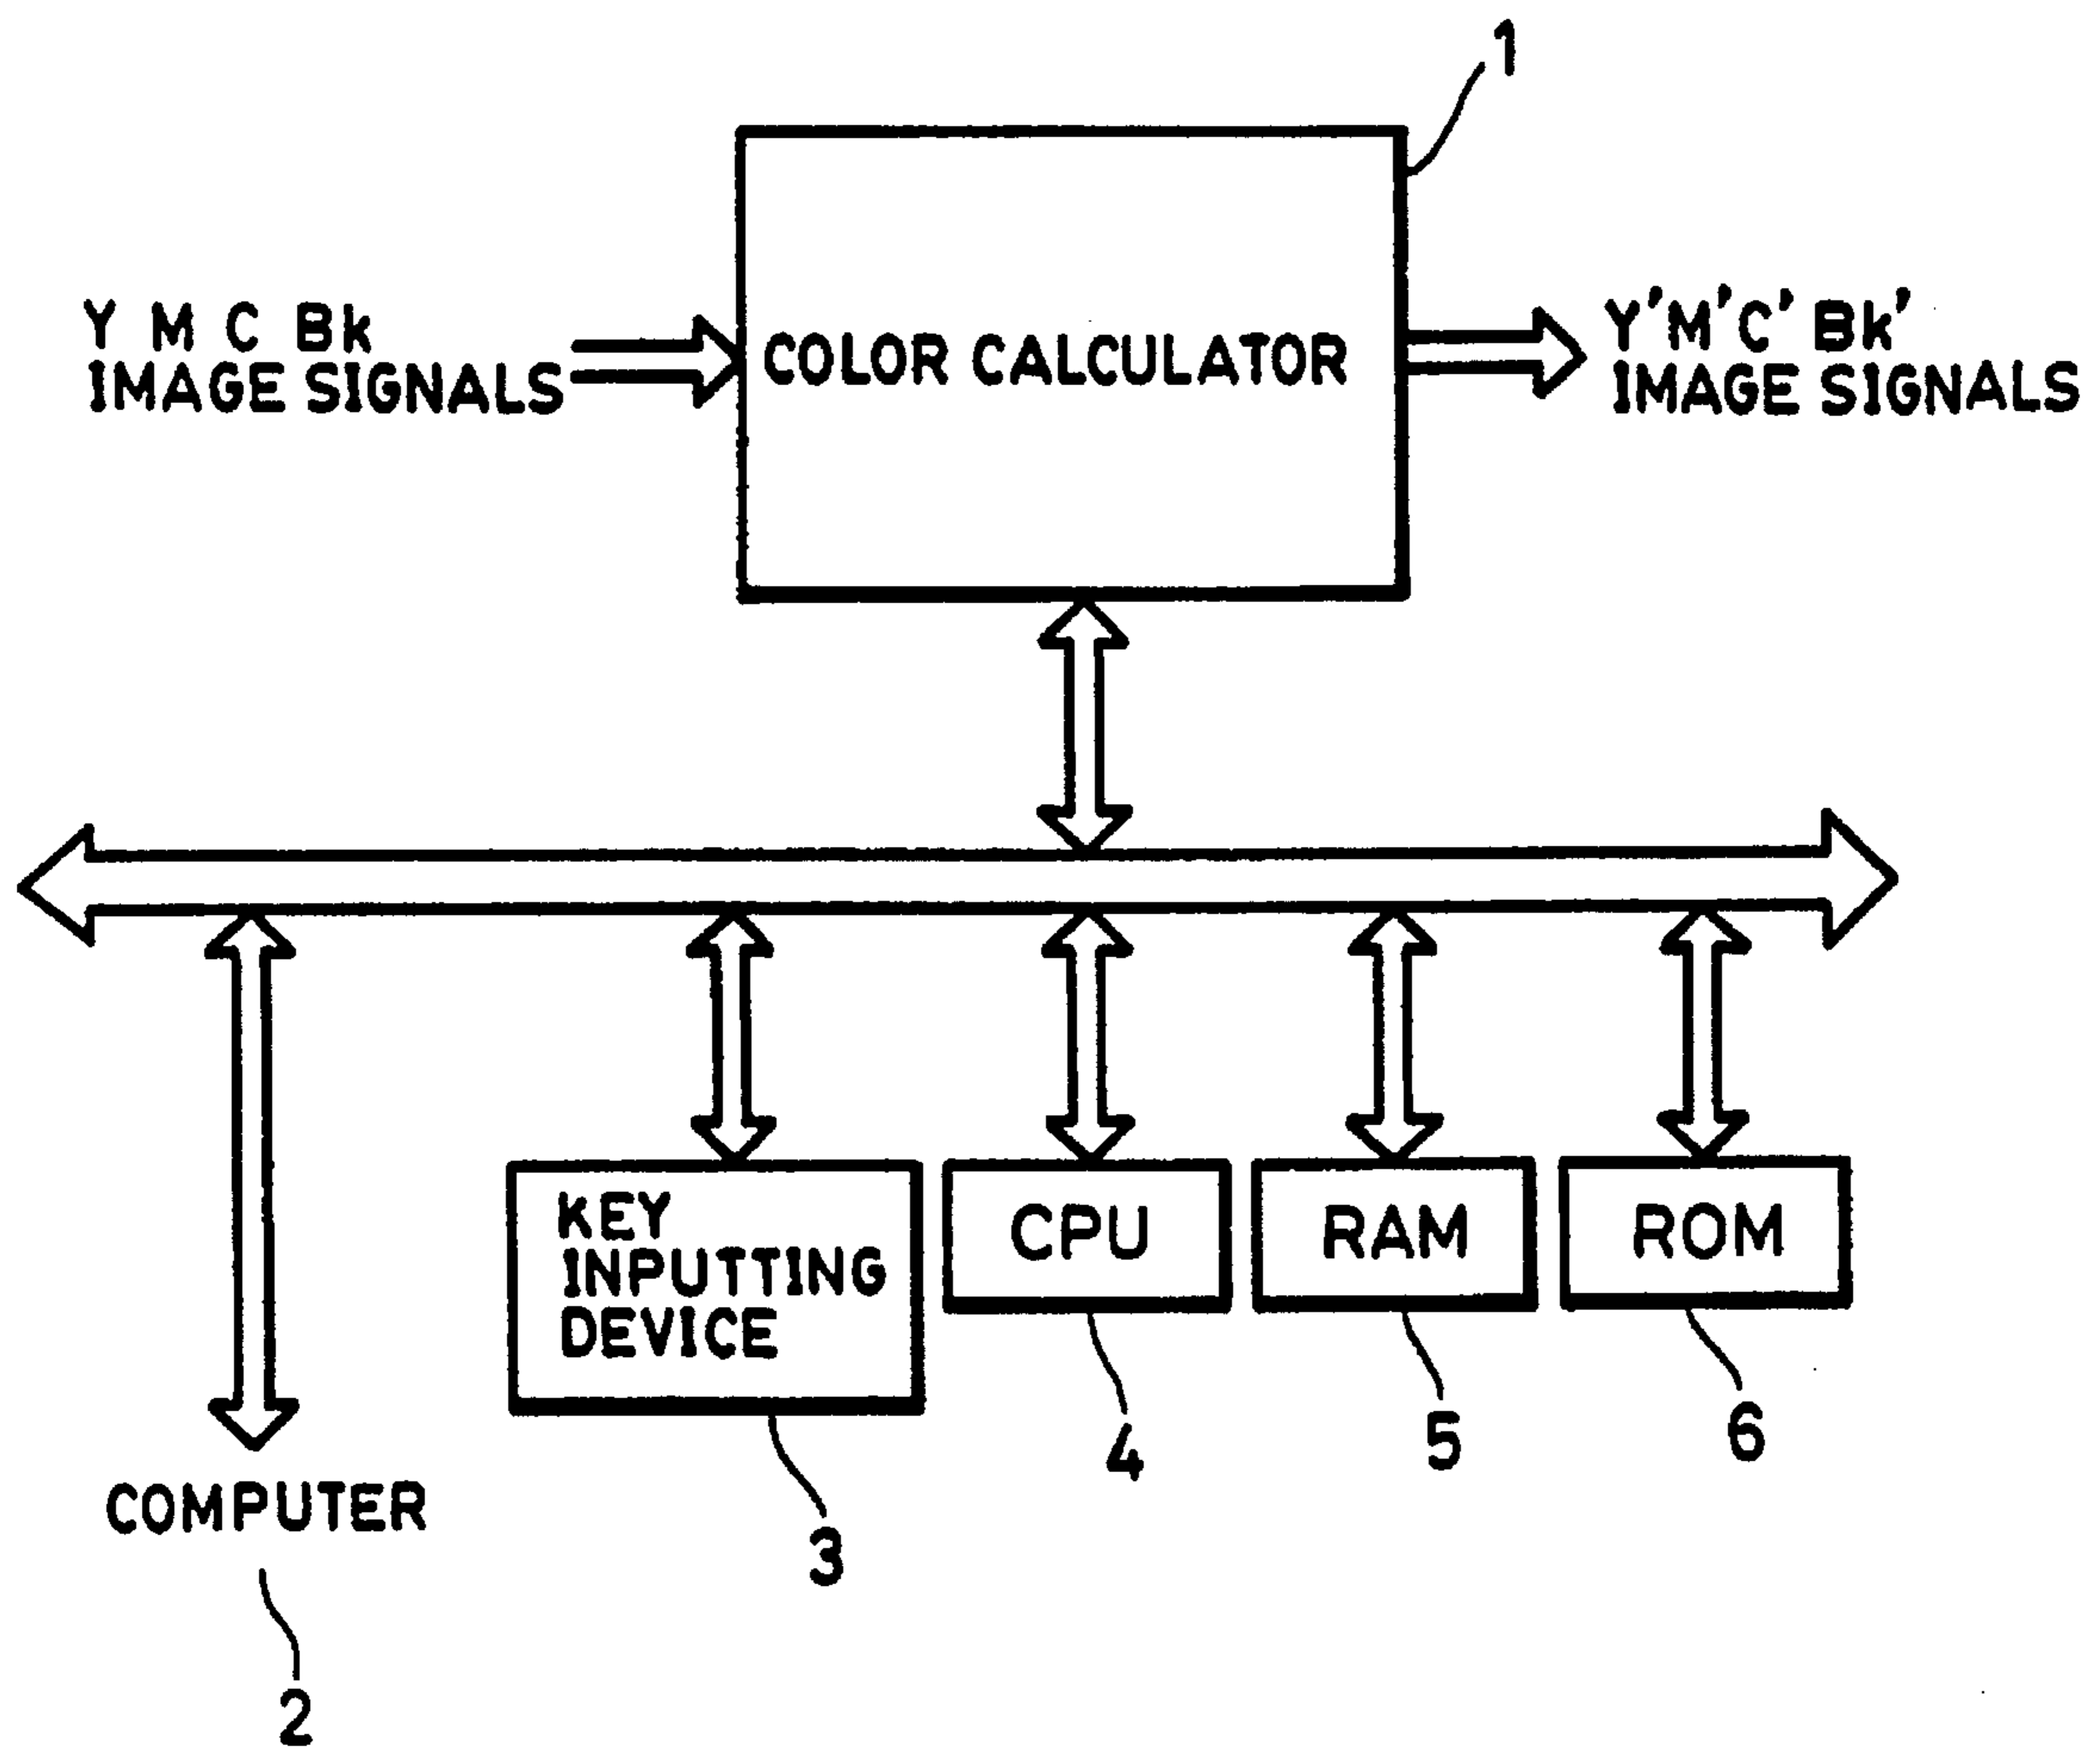 1
Y M C Bk
IMAGE SIGNALS
COLOR CALCULATOR
Y'M'C'Bk'
IMAGE SIGNALS
KEY
INPUTTING
DEVICE
CPU
RAM
ROM
3
4
5
6
COMPUTER
2